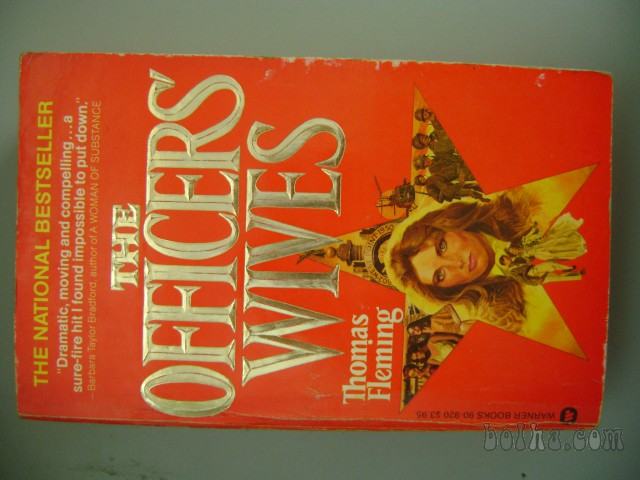 THE NATIONAL BESTSELLER
"Dramatic, moving and compelling...a
sure-fire hit I found impossible to put down."
—Barbara Taylor Bradford, author of A WOMAN OF SUBSTANCE
THE
OFFICERS'
WIVES
Thomas
Fleming
WARNER BOOKS 90-920 $3.95
bolha.com